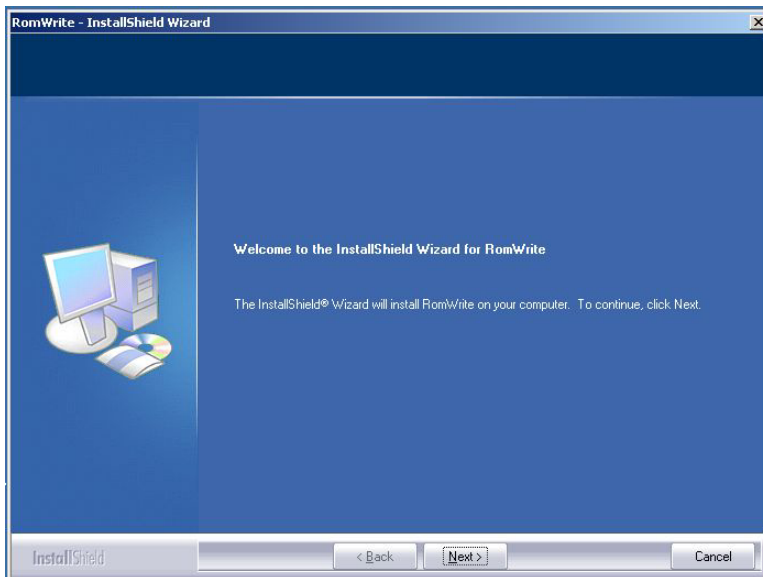 RomWrite - InstallShield Wizard
Welcome to the InstallShield Wizard for RomWrite
The InstallShield® Wizard will install RomWrite on your computer. To continue, click Next.
InstallShield
< Back
Next >
Cancel